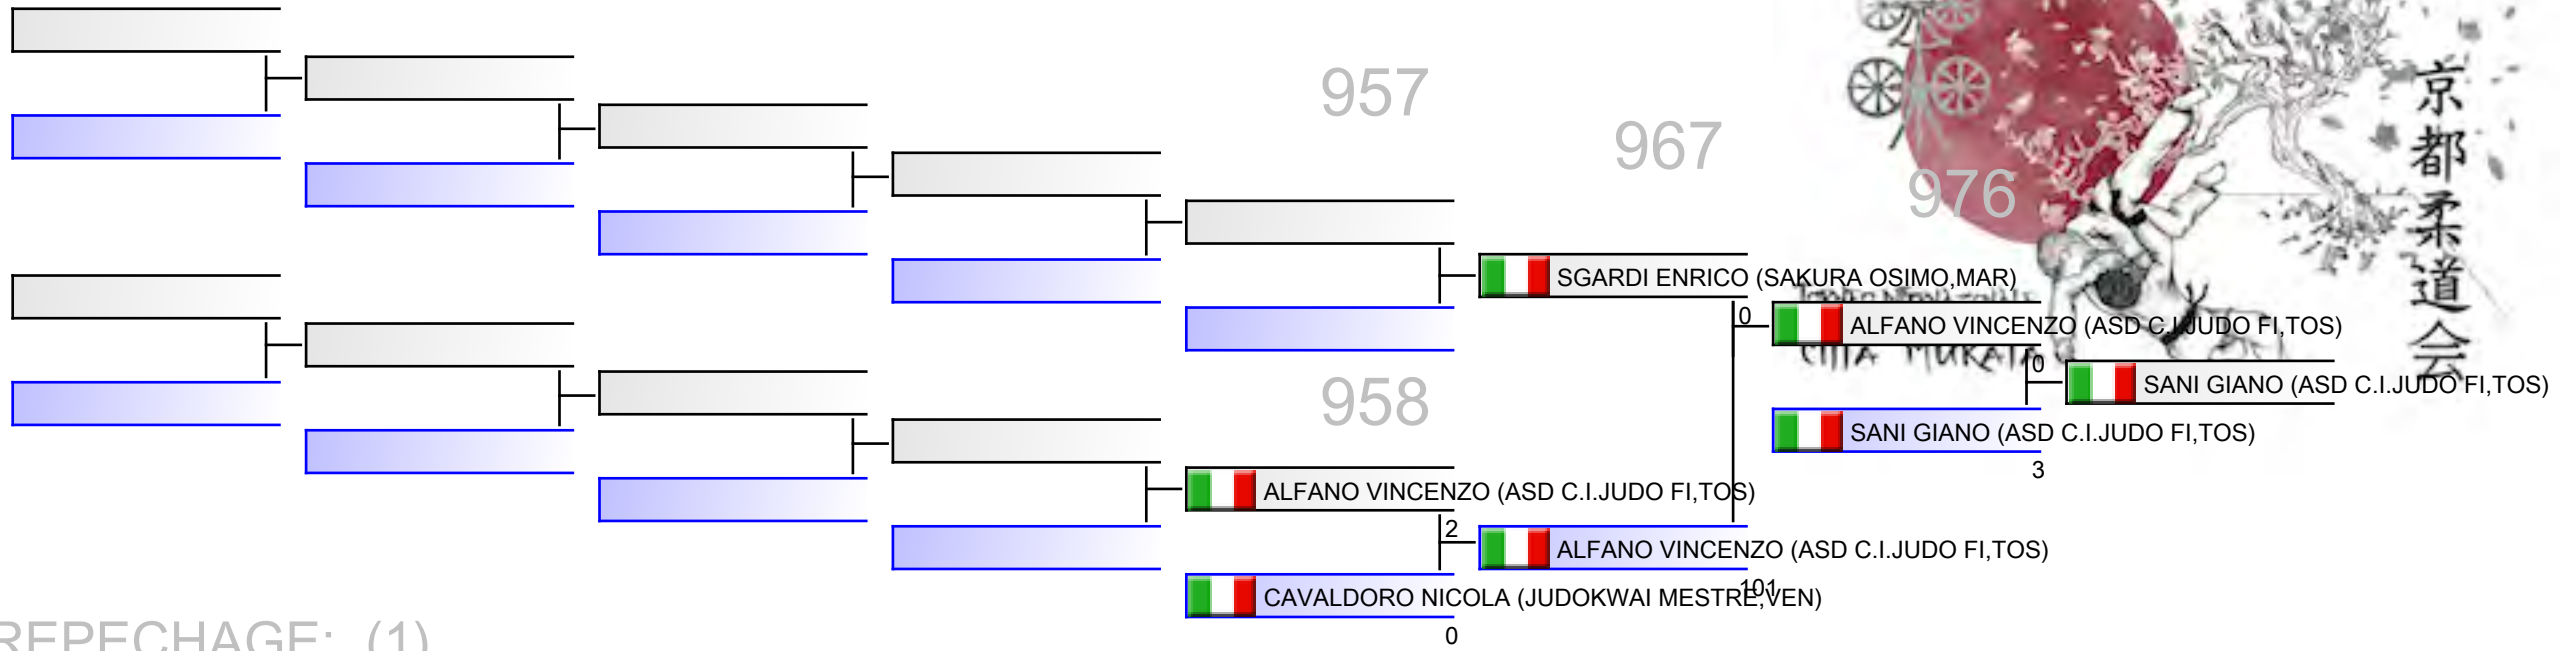 957
967
976
京都柔道会
SGARDI ENRICO (SAKURA OSIMO,MAR)
0
ALFANO VINCENZO (ASD C.I.JUDO FI,TOS)
CITTÀ MURATA
0
SANI GIANO (ASD C.I.JUDO FI,TOS)
958
SANI GIANO (ASD C.I.JUDO FI,TOS)
3
ALFANO VINCENZO (ASD C.I.JUDO FI,TOS)
2
ALFANO VINCENZO (ASD C.I.JUDO FI,TOS)
101
CAVALDORO NICOLA (JUDOKWAI MESTRE,VEN)
0
REPECHAGE: (1)